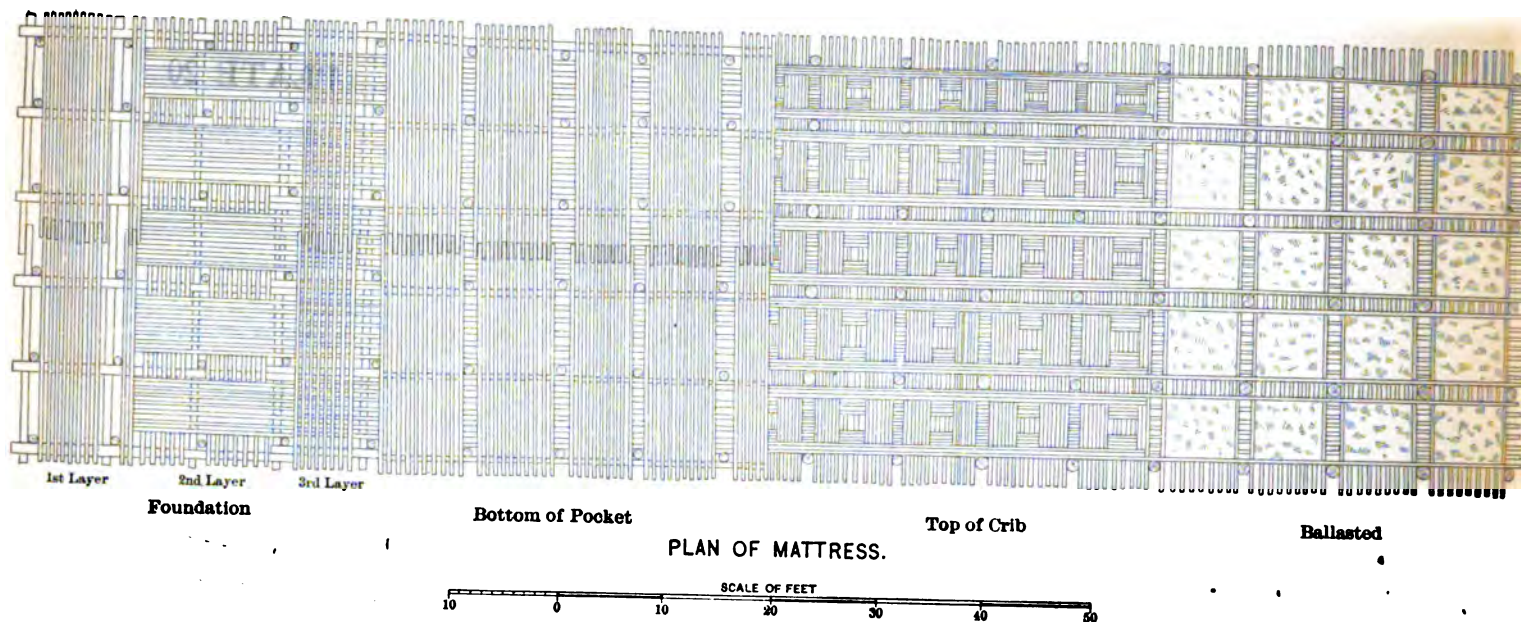 1st Layer 2nd Layer 3rd Layer
Foundation
Bottom of Pocket
Top of Crib
Ballasted
PLAN OF MATTRESS.
SCALE OF FEET
10 0 10 20 30 40 50